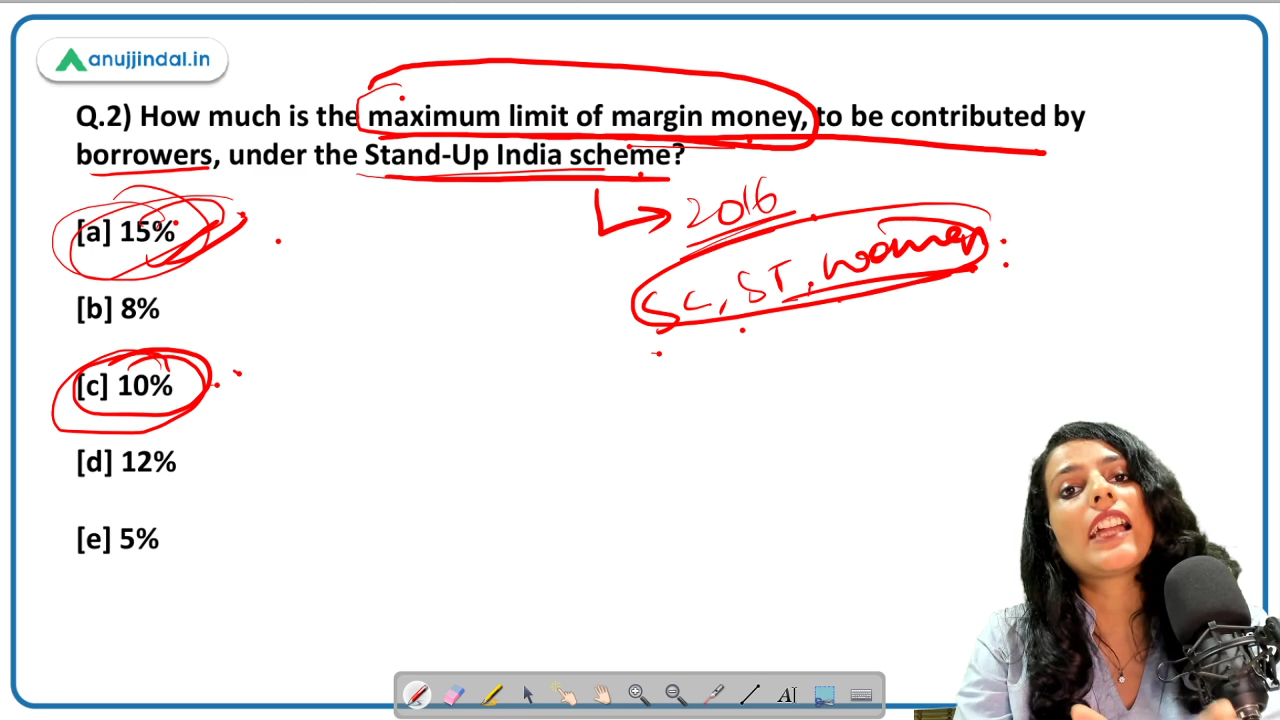 anujjindal.in
Q.2) How much is the maximum limit of margin money, to be contributed by
borrowers, under the Stand-Up India scheme?
2016
[a] 15%
SC, ST, women
[b] 8%
[c] 10%
[d] 12%
[e] 5%
AI